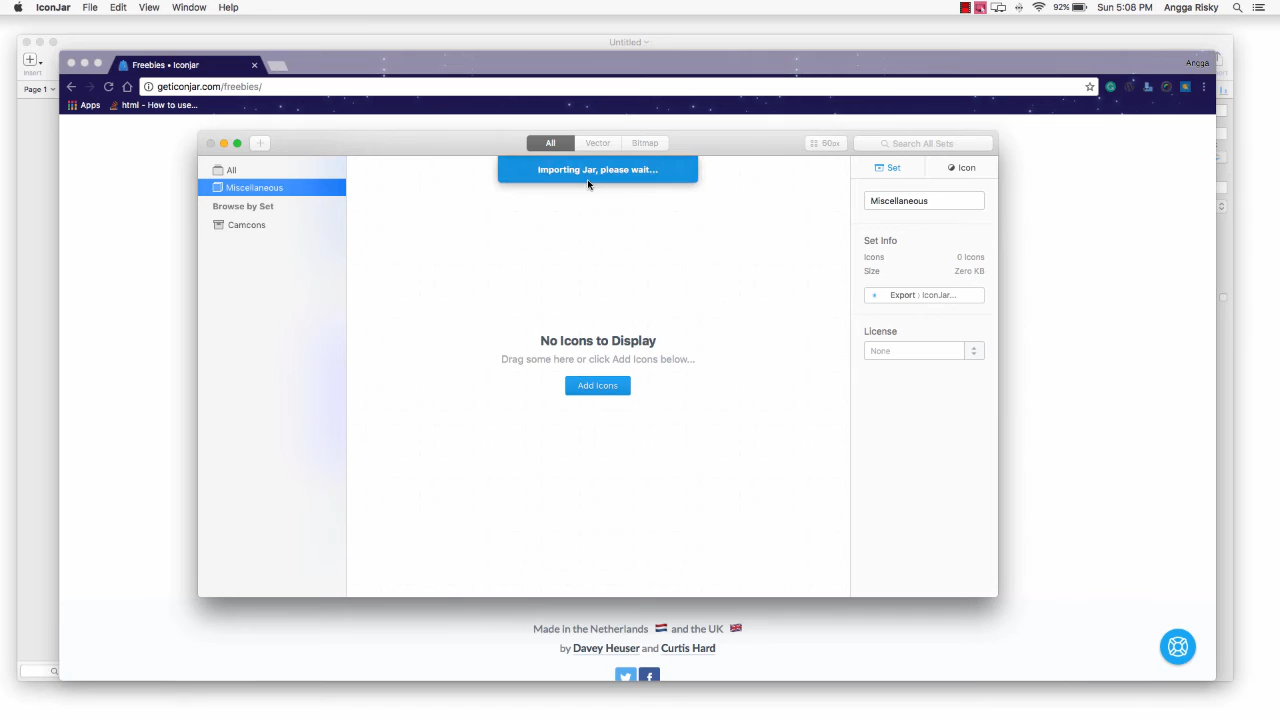 IconJar File Edit View Window Help 92% Sun 5:08 PM Angga Risky
Untitled
Insert
Page 1
Freebies • Iconjar
Angga
geticonjar.com/freebies/
Apps html - How to use...
All Vector Bitmap 60px Search All Sets
All
Miscellaneous
Browse by Set
Camcons
Importing Jar, please wait...
No Icons to Display
Drag some here or click Add Icons below...
Add Icons
Set Icon
Miscellaneous
Set Info
Icons 0 Icons
Size Zero KB
Export › IconJar...
License
None
Made in the Netherlands and the UK
by Davey Heuser and Curtis Hard